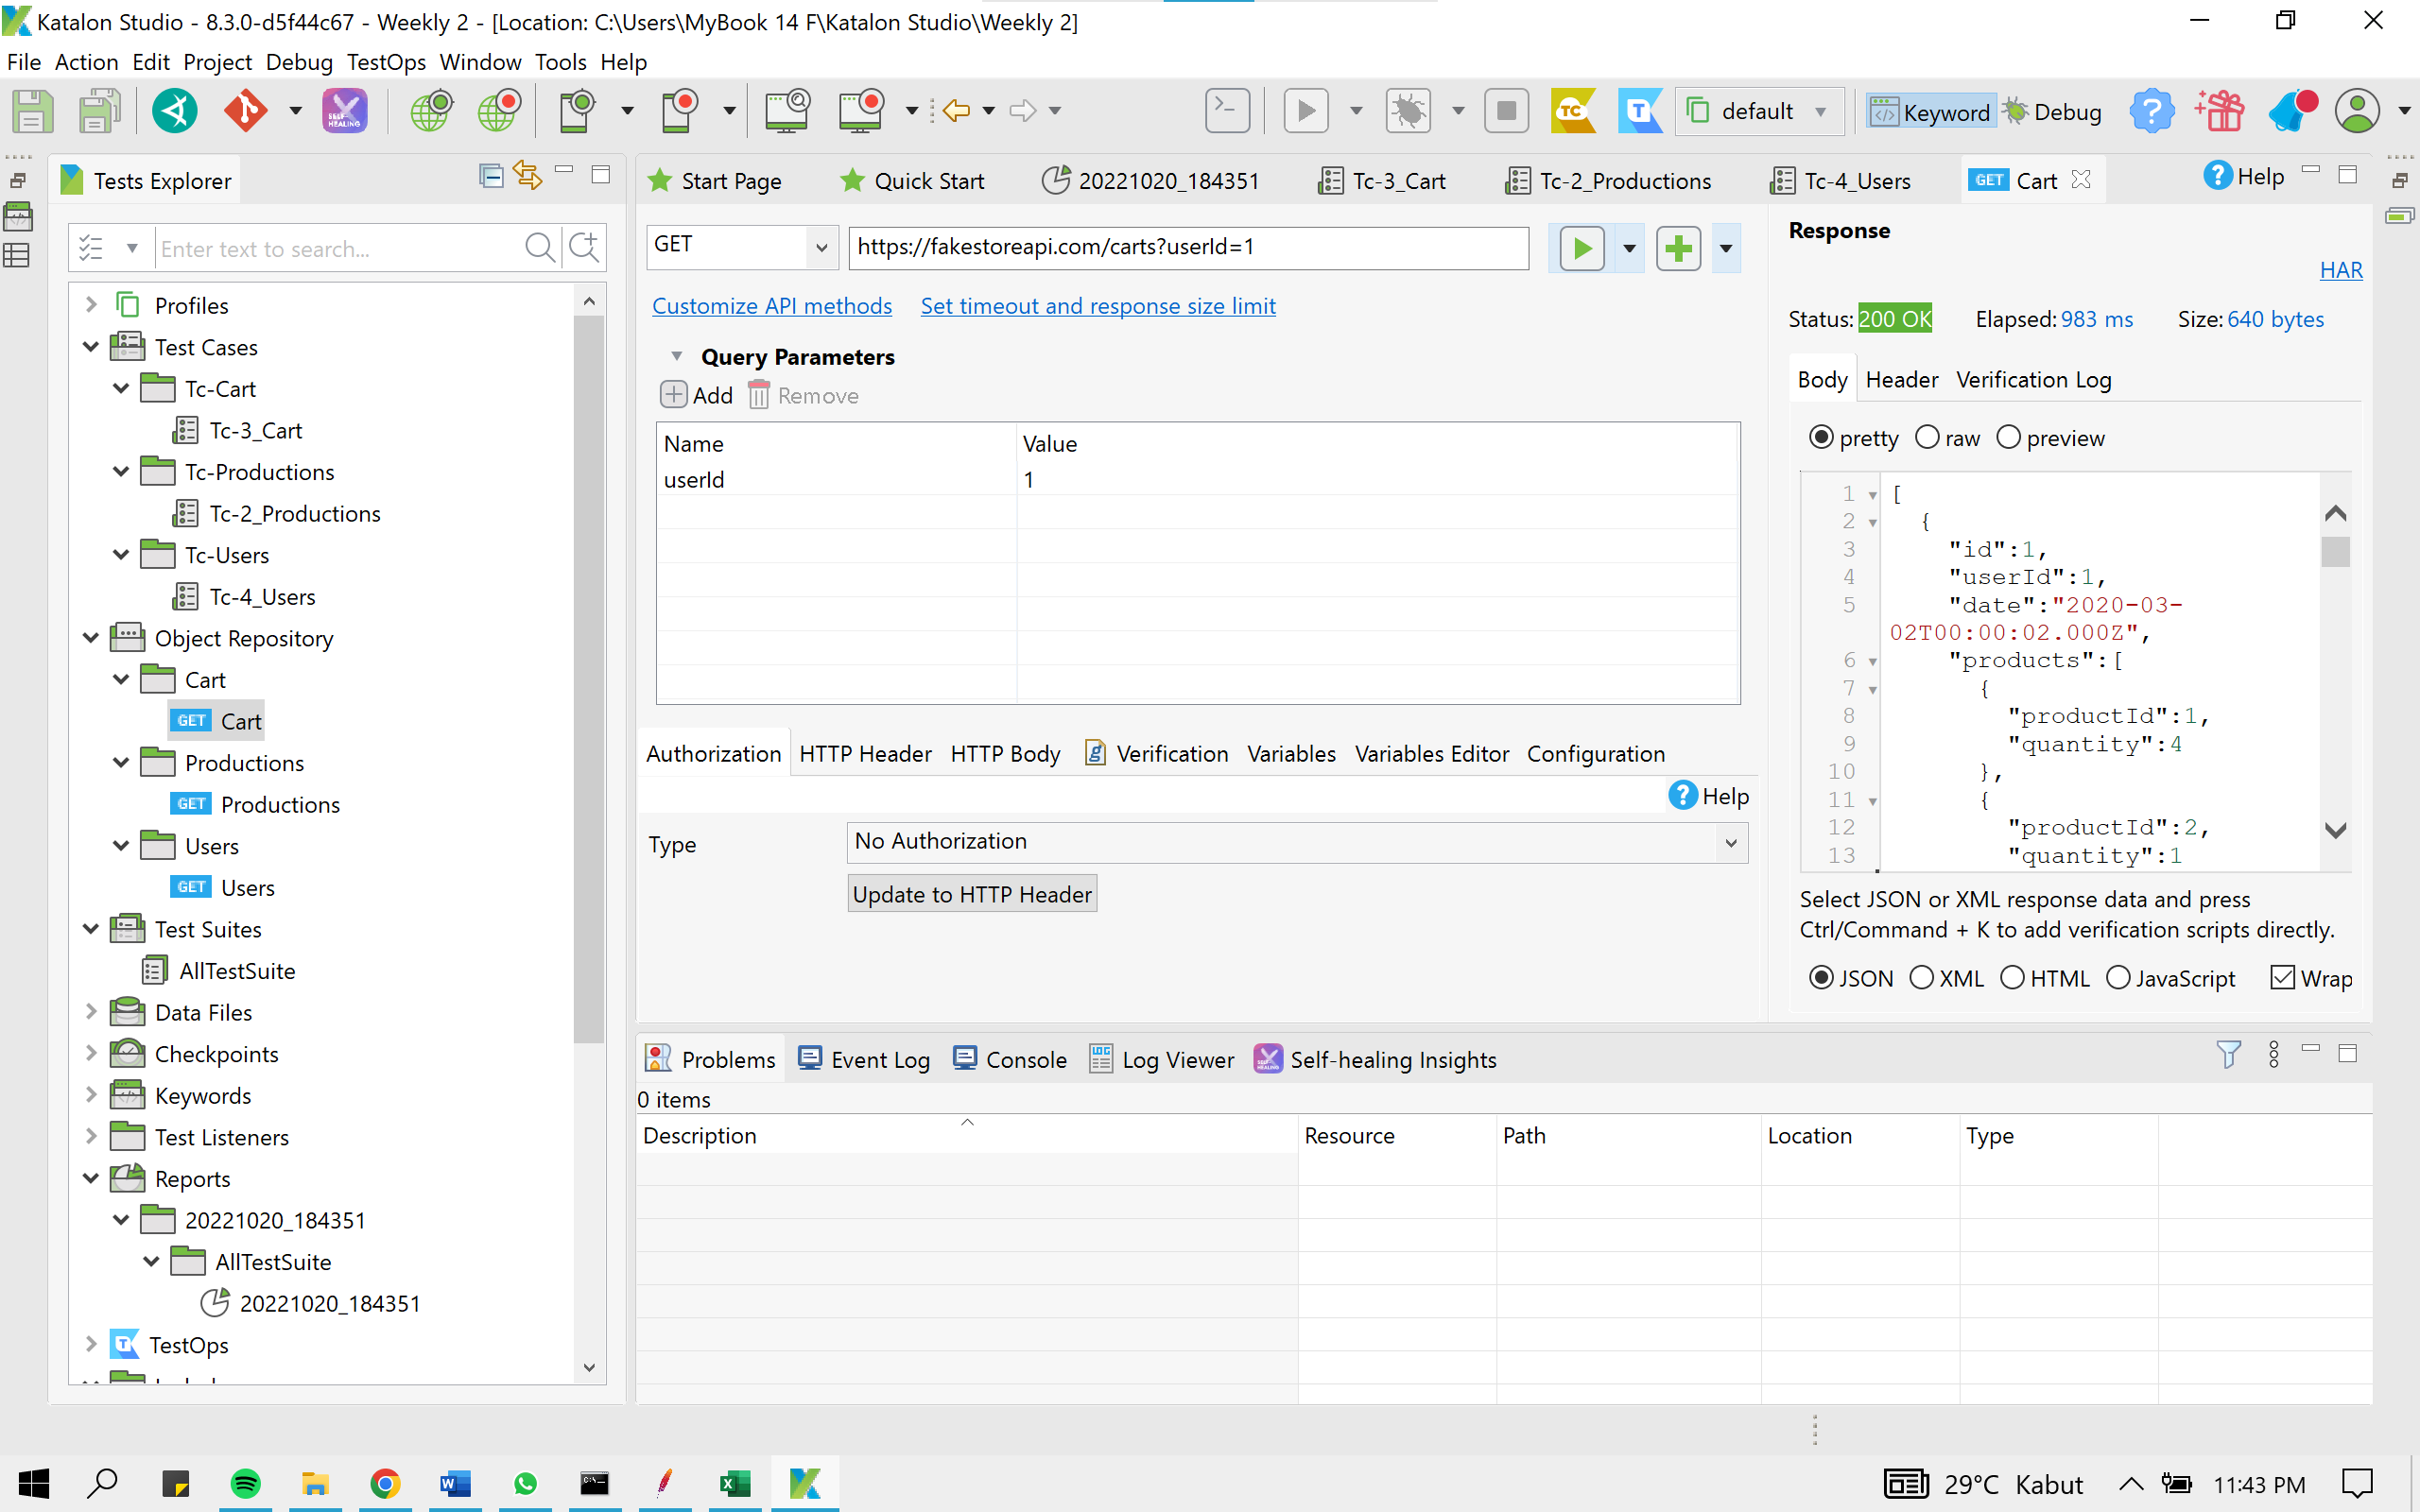 Katalon Studio - 8.3.0-d5f44c67 - Weekly 2 - [Location: C:\Users\MyBook 14 F\Katalon Studio\Weekly 2]
File Action Edit Project Debug TestOps Window Tools Help
SELF HEALING
TC
T
default
Keyword
Debug
Tests Explorer
Enter text to search...
Profiles
Test Cases
Tc-Cart
Tc-3_Cart
Tc-Productions
Tc-2_Productions
Tc-Users
Tc-4_Users
Object Repository
Cart
GET Cart
Productions
GET Productions
Users
GET Users
Test Suites
AllTestSuite
Data Files
Checkpoints
Keywords
Test Listeners
Reports
20221020_184351
AllTestSuite
20221020_184351
TestOps
Start Page
Quick Start
20221020_184351
Tc-3_Cart
Tc-2_Productions
Tc-4_Users
GET Cart
Help
GET
https://fakestoreapi.com/carts?userId=1
Customize API methods
Set timeout and response size limit
Query Parameters
Add Remove
Name Value
userId 1
Authorization HTTP Header HTTP Body Verification Variables Variables Editor Configuration
Help
Type No Authorization
Update to HTTP Header
Response
HAR
Status: 200 OK Elapsed: 983 ms Size: 640 bytes
Body Header Verification Log
pretty raw preview
1 [
2 {
3 "id":1,
4 "userId":1,
5 "date":"2020-03-
02T00:00:02.000Z",
6 "products":[
7 {
8 "productId":1,
9 "quantity":4
10 },
11 {
12 "productId":2,
13 "quantity":1
Select JSON or XML response data and press
Ctrl/Command + K to add verification scripts directly.
JSON XML HTML JavaScript Wrap
Problems Event Log Console Log Viewer Self-healing Insights
0 items
Description Resource Path Location Type
29°C Kabut 11:43 PM